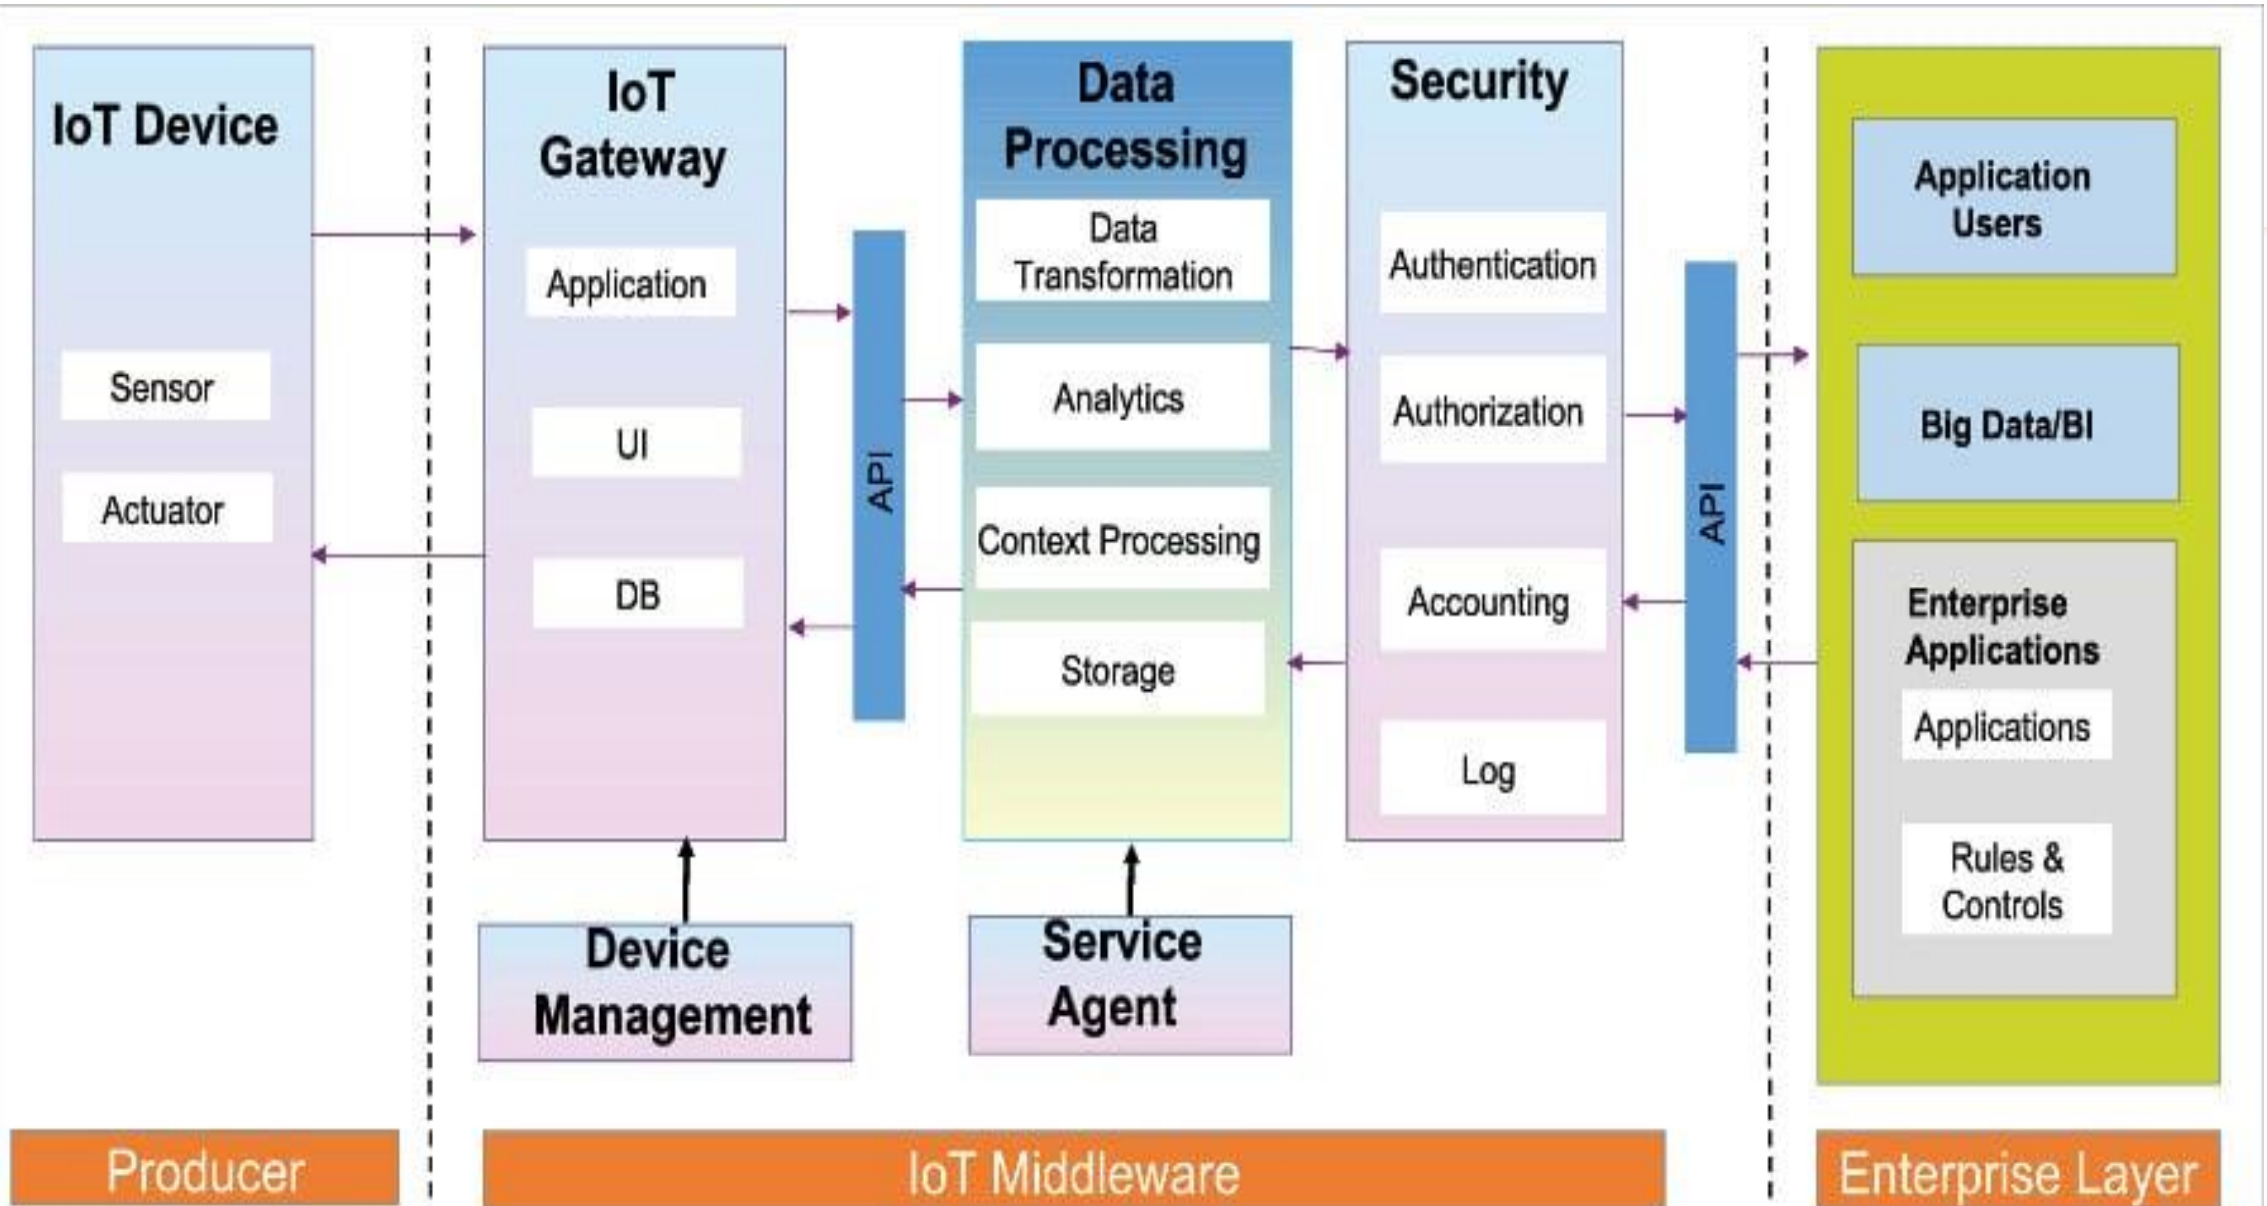 IoT Device
Sensor
Actuator
IoT
Gateway
Application
UI
DB
API
Data
Processing
Data
Transformation
Analytics
Context Processing
Storage
Security
Authentication
Authorization
Accounting
Log
API
Application
Users
Big Data/BI
Enterprise
Applications
Applications
Rules &
Controls
Device
Management
Service
Agent
Producer
IoT Middleware
Enterprise Layer